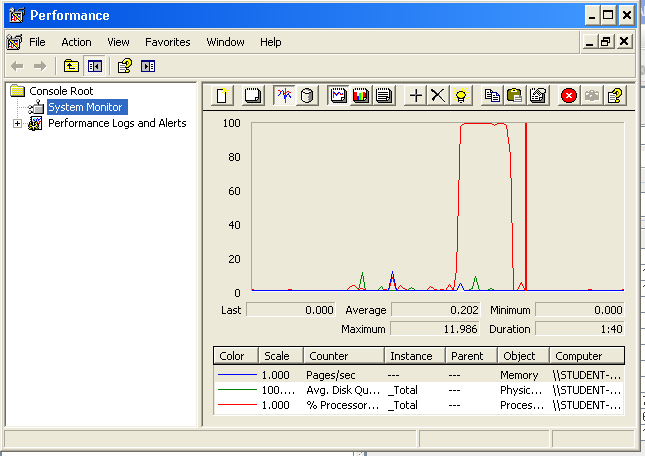 Performance
File Action View Favorites Window Help
Console Root
System Monitor
Performance Logs and Alerts
100
80
60
40
20
0
Last 0.000 Average 0.202 Minimum 0.000
Maximum 11.986 Duration 1:40
Color Scale Counter Instance Parent Object Computer
1.000 Pages/sec --- --- Memory \\STUDENT-...
100.... Avg. Disk Qu... _Total --- Physic... \\STUDENT-...
1.000 % Processor... _Total --- Proces... \\STUDENT-...